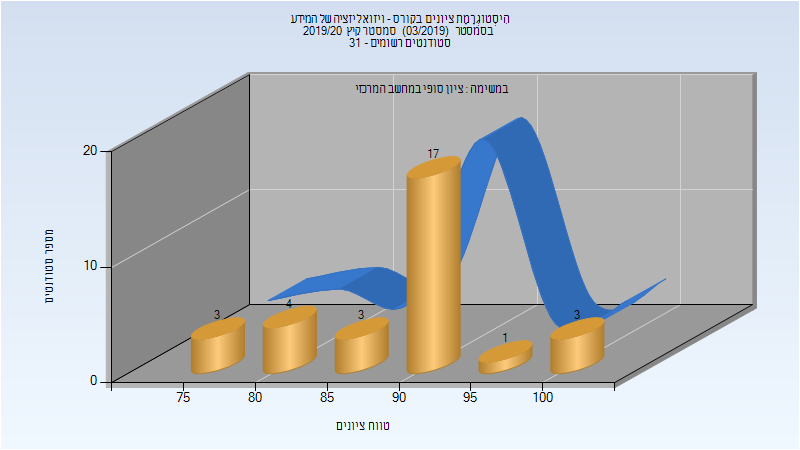 היסטוגרמת ציונים בקורס - ויזואליזציה של המידע
בסמסטר (03/2019) סמסטר קיץ 2019/20
סטודנטים רשומים - 31
במשימה : ציון סופי במחשב המרכזי
20
10
0
מספר סטודנטים
3
4
3
17
1
3
75
80
85
90
95
100
טווח ציונים